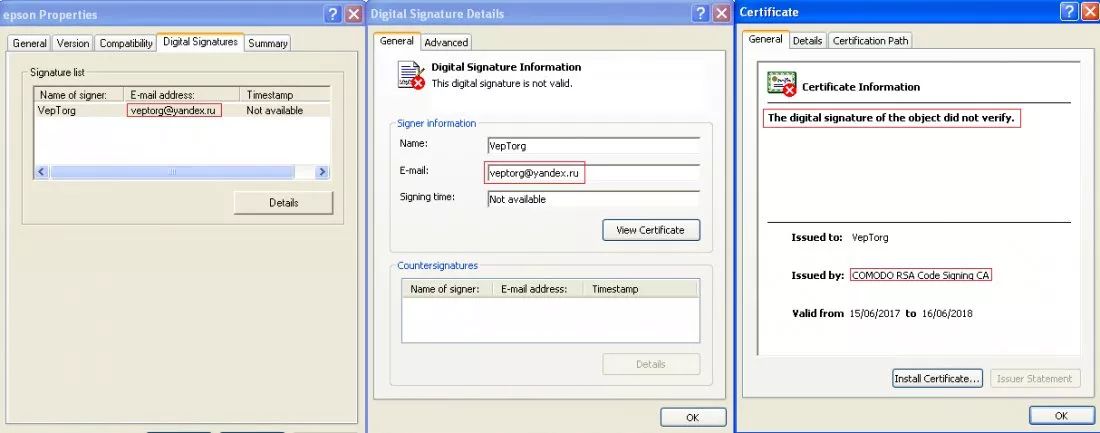 epson Properties
General Version Compatibility Digital Signatures Summary
Signature list
Name of signer: E-mail address: Timestamp
VepTorg veptorg@yandex.ru Not available
Details
Digital Signature Details
General Advanced
Digital Signature Information
This digital signature is not valid.
Signer information
Name: VepTorg
E-mail: veptorg@yandex.ru
Signing time: Not available
View Certificate
Countersignatures
Name of signer: E-mail address: Timestamp
Details
OK
Certificate
General Details Certification Path
Certificate Information
The digital signature of the object did not verify.
Issued to: VepTorg
Issued by: COMODO RSA Code Signing CA
Valid from 15/06/2017 to 16/06/2018
Install Certificate... Issuer Statement
OK